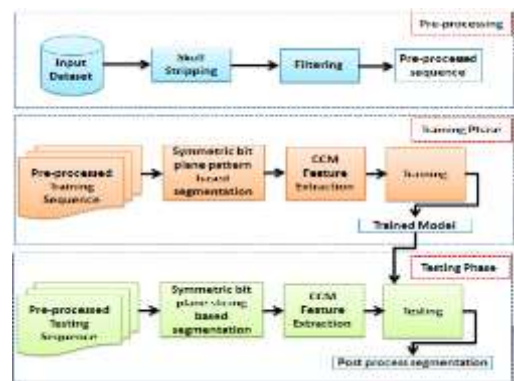 Pre-processing
Input
Dataset
Skull
Stripping
Filtering
Pre-processed
sequence
Training Phase
Pre-processed
Training
Sequence
Symmetric bit
plane pattern
based
segmentation
CCM
Feature
Extraction
Training
Trained Model
Testing Phase
Pre-processed
Testing
Sequence
Symmetric bit
plane slicing
based
segmentation
CCM
Feature
Extraction
Testing
Post process segmentation